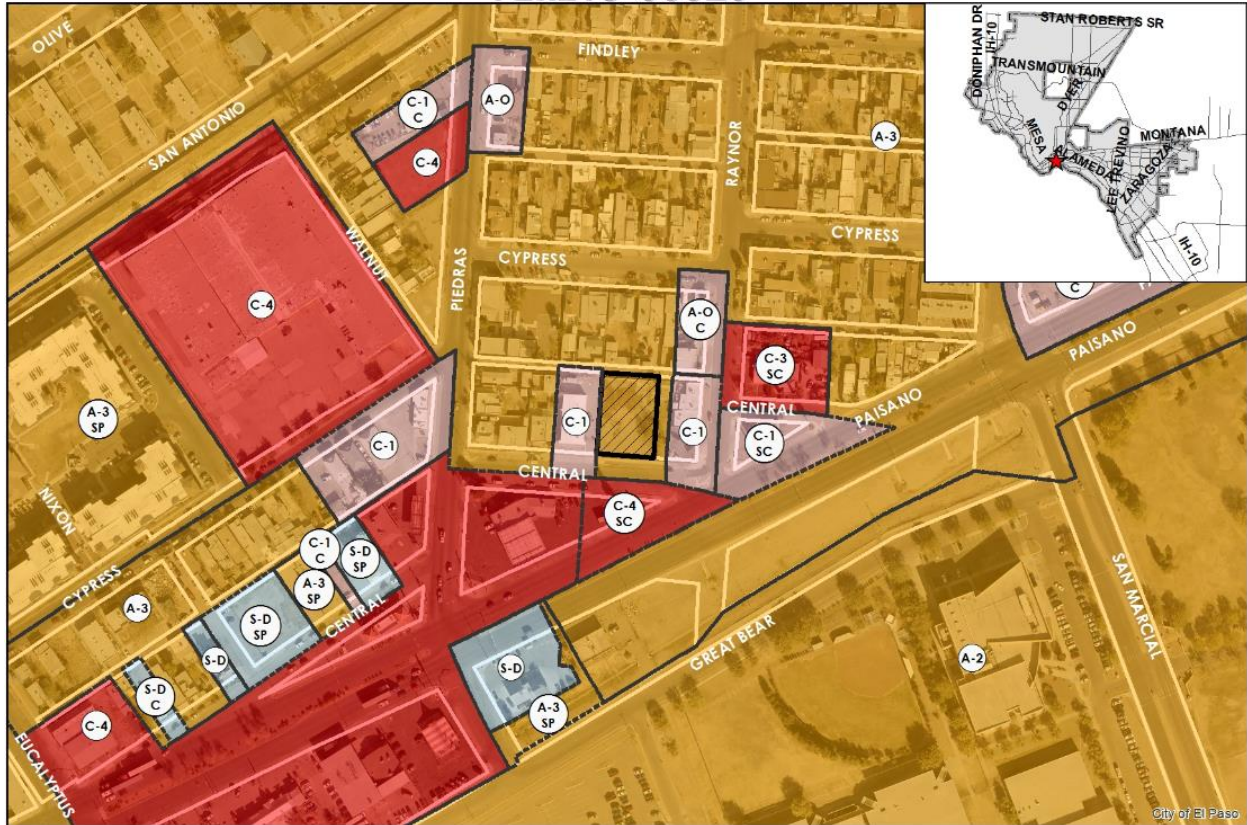 OLIVE
SAN ANTONIO
C-1
C
A-O
FINDLEY
C-4
RAYNOR
A-3
WALNUT
PIEDRAS
CYPRESS
CYPRESS
C-4
A-O
C
C-3
SC
PAISANO
C
PAISANO
A-3
SP
NIXON
C-1
C-1
C-1
CENTRAL
C-1
SC
CENTRAL
C-4
SC
CYPRESS
A-3
C-1
C
S-D
SP
A-3
SP
CENTRAL
S-D
SP
S-D
S-D
C
C-4
EUCALYPTUS
S-D
A-3
SP
GREAT BEAR
A-2
SAN MARCIAL
STAN ROBERTS SR
DONIPHAN DR
IH-10
TRANSMOUNTAIN
DYER
MESA
MONTANA
ALAMEDA
LEE TREVINO
ZARAGOZA
IH-10
City of El Paso